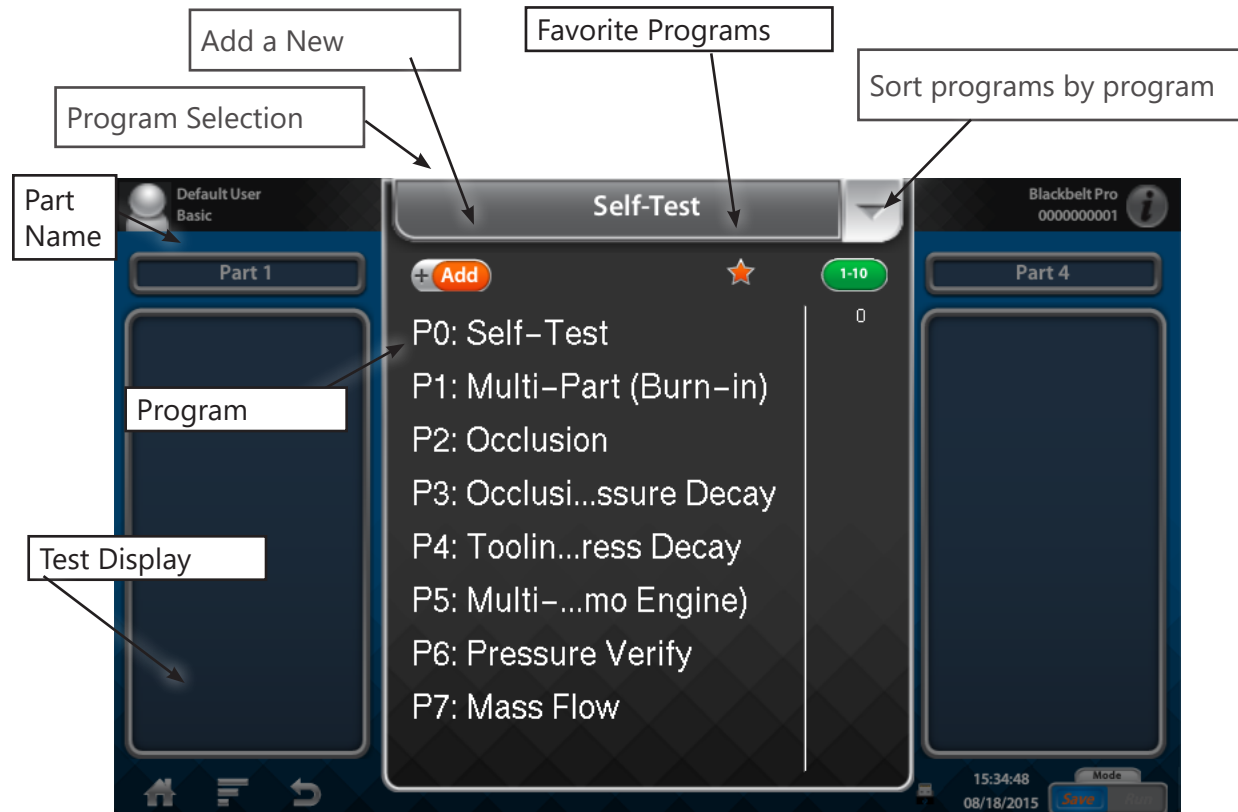 Add a New
Favorite Programs
Sort programs by program
Program Selection
Part
Name
Default User
Basic
Self-Test
Blackbelt Pro
0000000001
i
Part 1
+ Add
1-10
Part 4
0
P0: Self-Test
P1: Multi-Part (Burn-in)
Program
P2: Occlusion
P3: Occlusi...ssure Decay
P4: Toolin...ress Decay
Test Display
P5: Multi-...mo Engine)
P6: Pressure Verify
P7: Mass Flow
15:34:48
08/18/2015
Mode
Save
Run